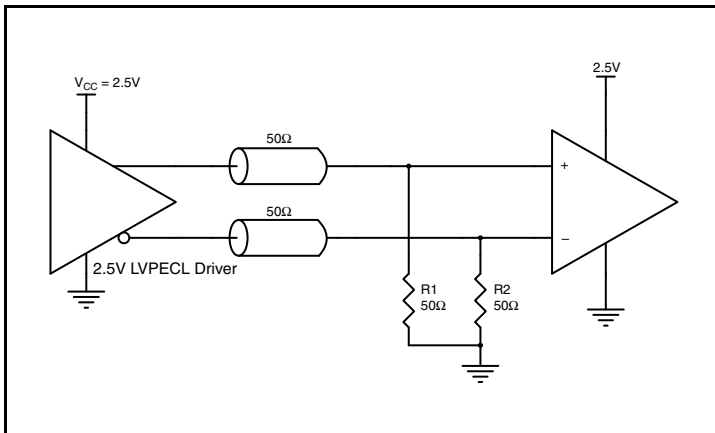 V_CC = 2.5V
2.5V
50Ω
50Ω
+
−
2.5V LVPECL Driver
R1
50Ω
R2
50Ω